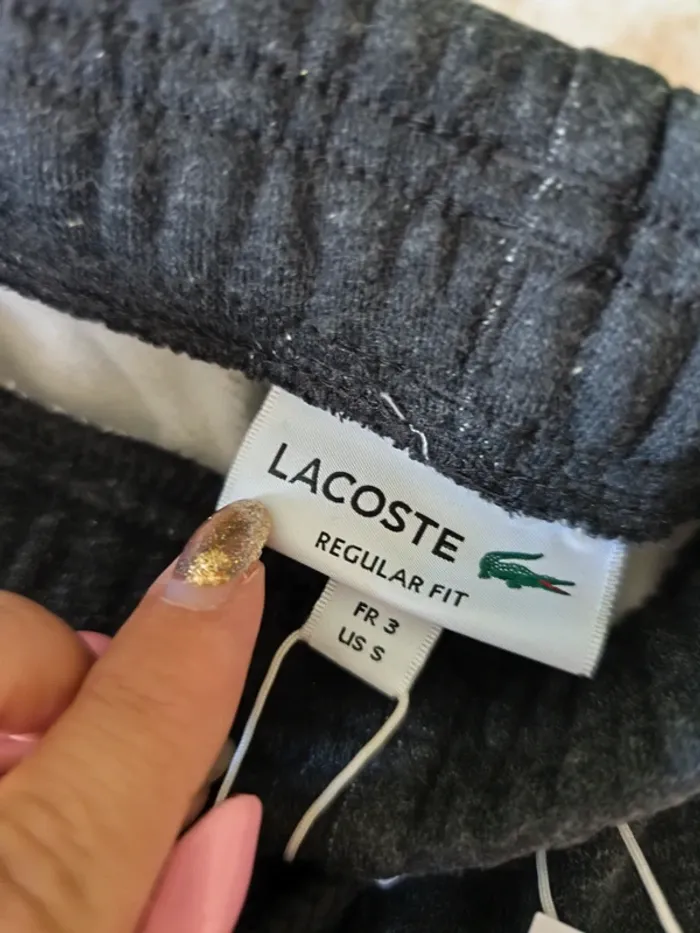 LACOSTE
REGULAR FIT
FR 3
US S